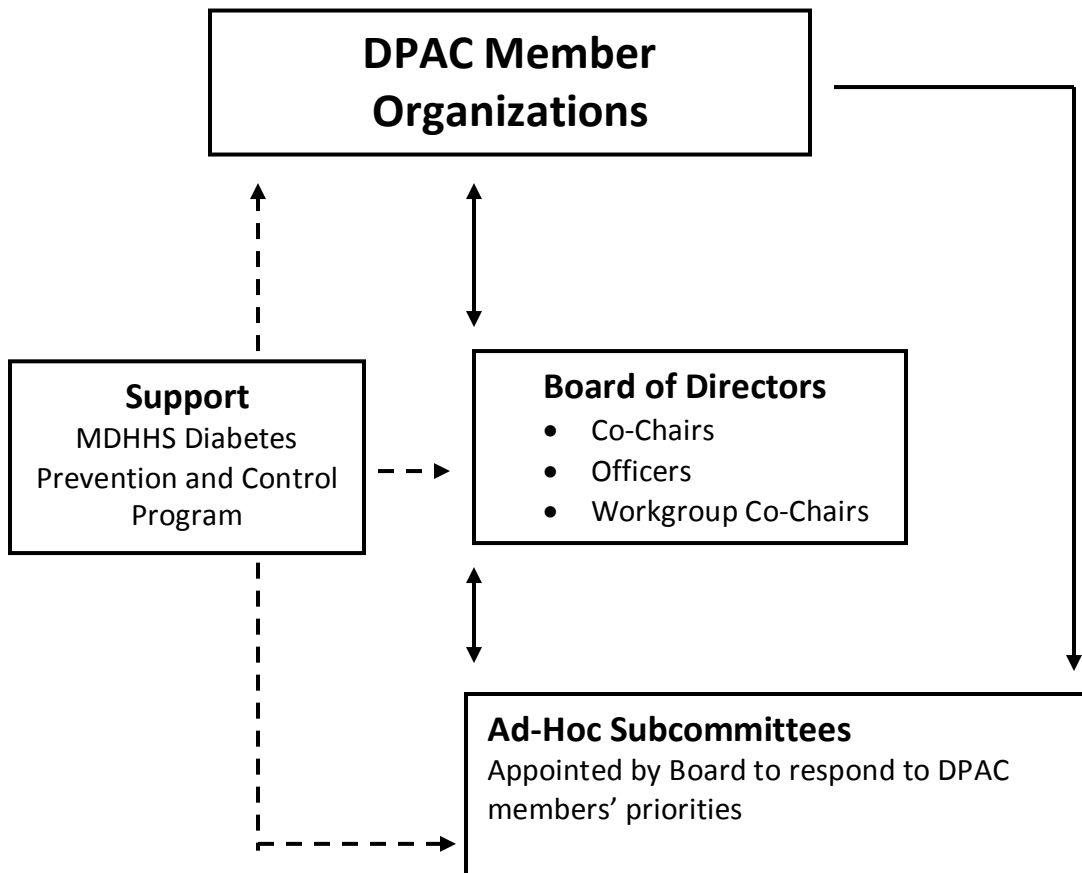 DPAC Member
Organizations
Support
MDHHS Diabetes
Prevention and Control
Program
Board of Directors
• Co-Chairs
• Officers
• Workgroup Co-Chairs
Ad-Hoc Subcommittees
Appointed by Board to respond to DPAC
members’ priorities